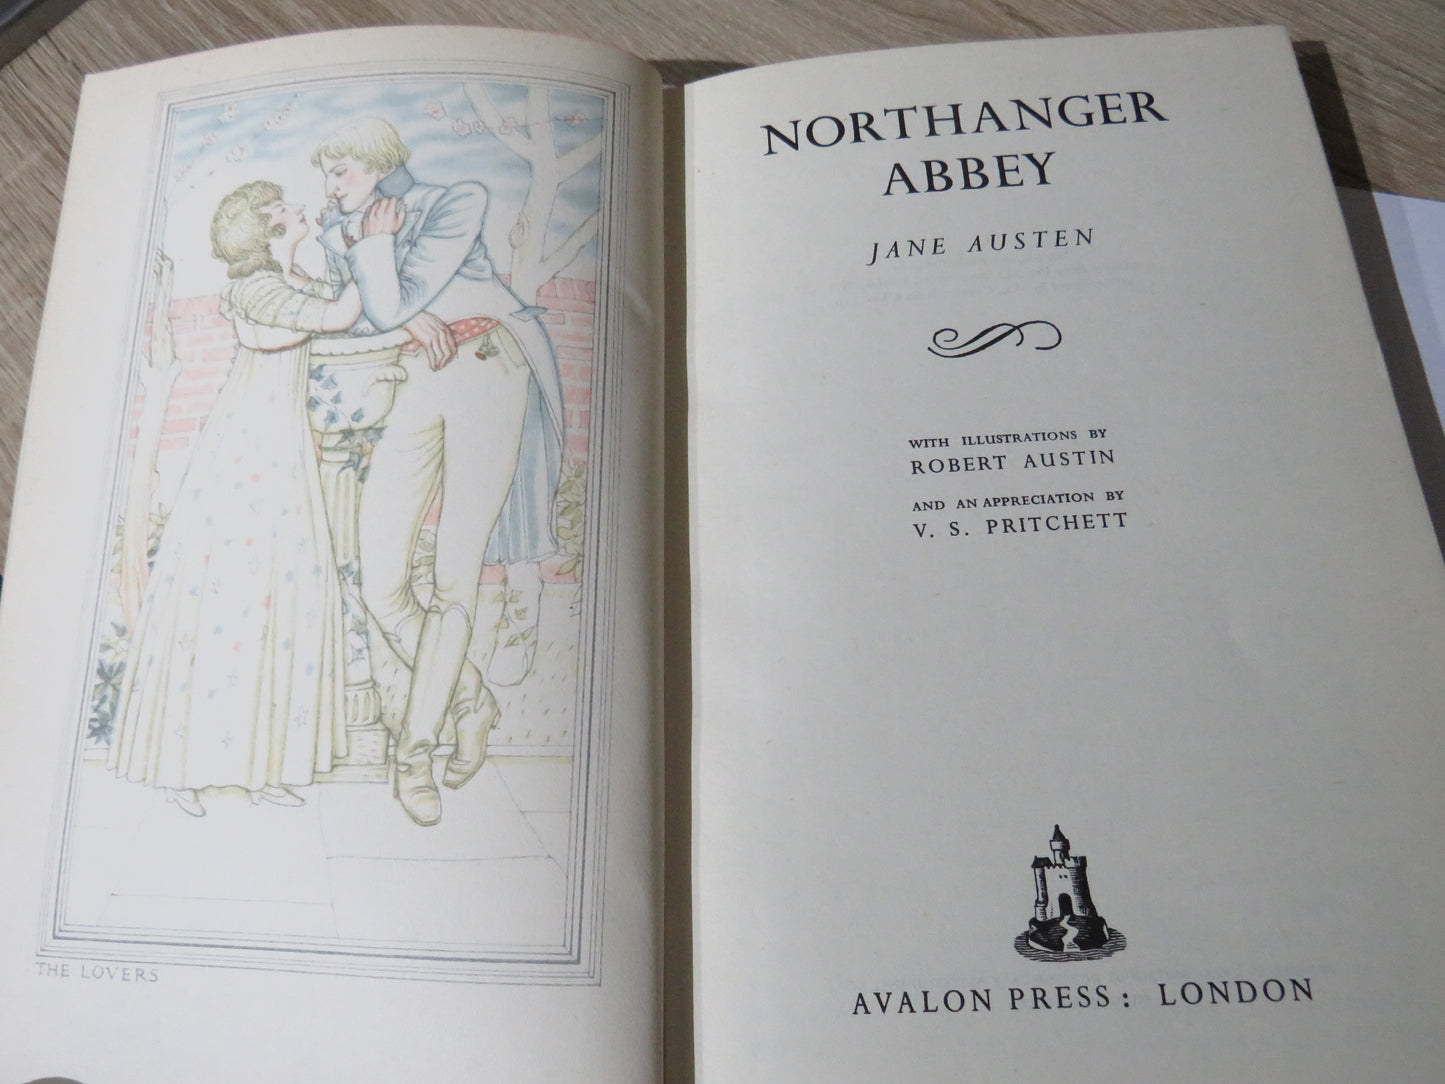 THE LOVERS
NORTHANGER
ABBEY
JANE AUSTEN
WITH ILLUSTRATIONS BY
ROBERT AUSTIN
AND AN APPRECIATION BY
V. S. PRITCHETT
AVALON PRESS: LONDON